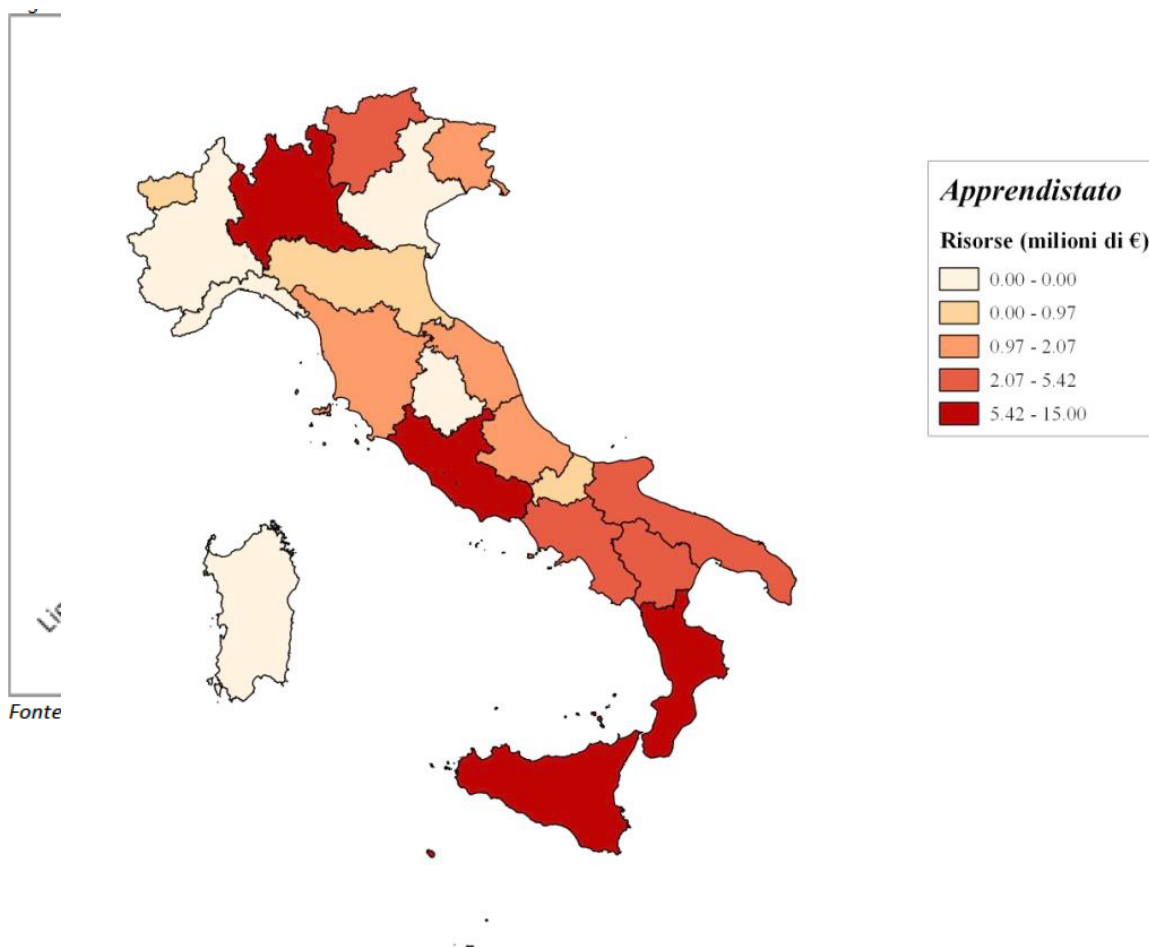 Apprendistato
Risorse (milioni di €)
0.00 - 0.00
0.00 - 0.97
0.97 - 2.07
2.07 - 5.42
5.42 - 15.00
Fonte